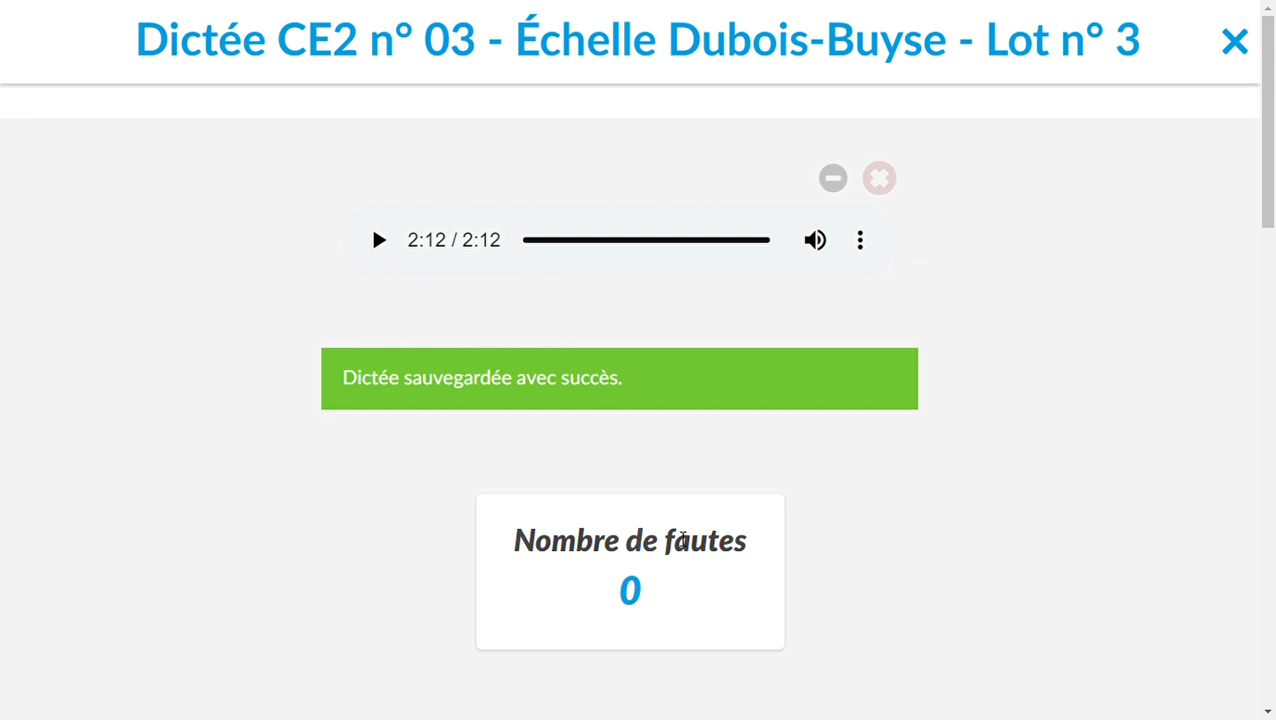 Dictée CE2 n° 03 - Échelle Dubois-Buyse - Lot n° 3
2:12 / 2:12
Dictée sauvegardée avec succès.
Nombre de fautes
0